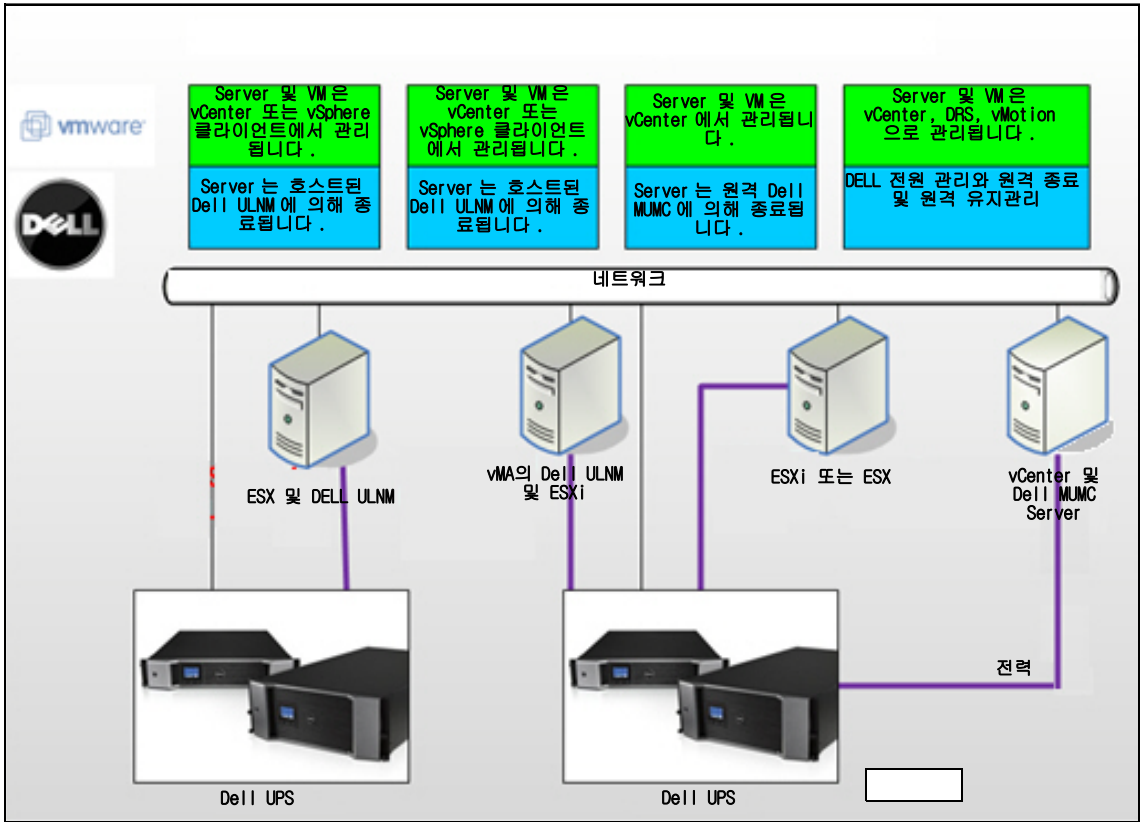 Server 및 VM은
vCenter 또는 vSphere
클라이언트에서 관리
됩니다 .
Server 및 VM은
vCenter 또는
vSphere 클라이언트
에서 관리됩니다 .
Server 및 VM은
vCenter 에서 관리됩니
다 .
Server 및 VM은
vCenter, DRS, vMotion
으로 관리됩니다 .
vmware
DELL
Server 는 호스트된
Dell ULNM 에 의해 종
료됩니다 .
Server 는 호스트된
Dell ULNM 에 의해 종
료됩니다 .
Server 는 원격 Dell
MUMC 에 의해 종료됩
니다 .
DELL 전원 관리와 원격 종료
및 원격 유지관리
네트워크
ESX 및 DELL ULNM
vMA의 Dell ULNM
및 ESXi
ESXi 또는 ESX
vCenter 및
Dell MUMC
Server
전력
Dell UPS
Dell UPS